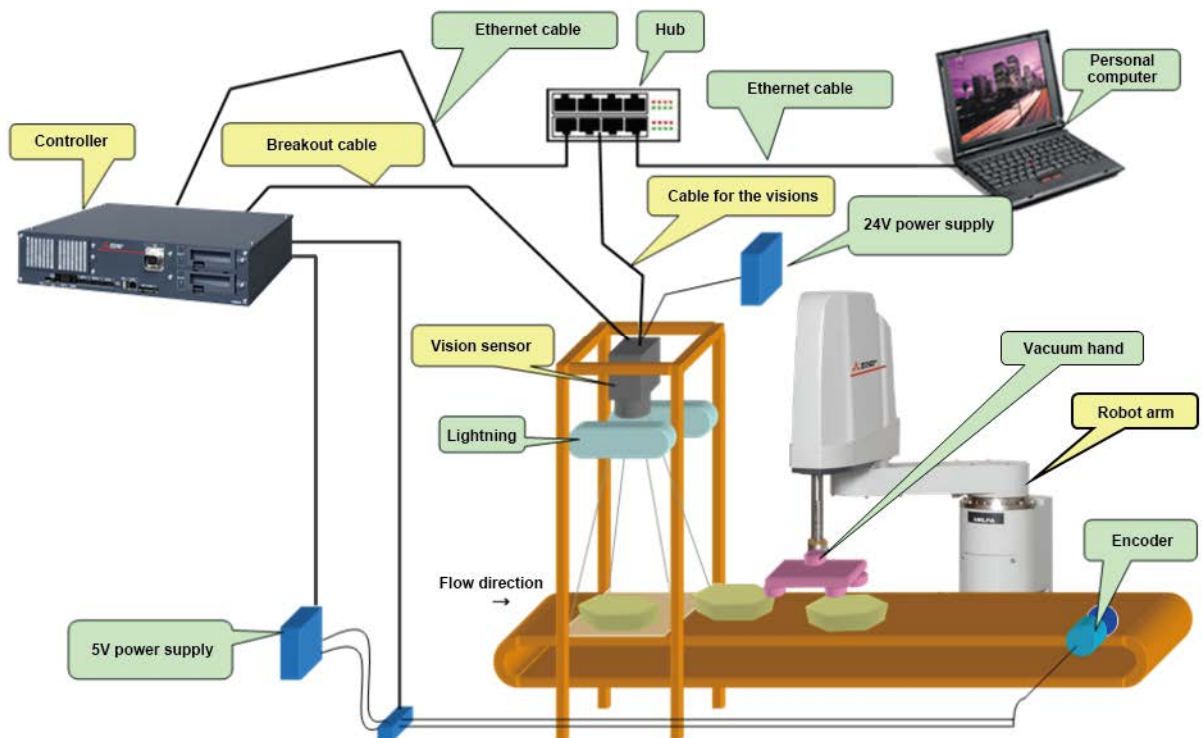 Ethernet cable
Hub
Personal
computer
Ethernet cable
Controller
Breakout cable
Cable for the visions
24V power supply
Vision sensor
Vacuum hand
Lightning
Robot arm
MELFA
Encoder
Flow direction
→
5V power supply